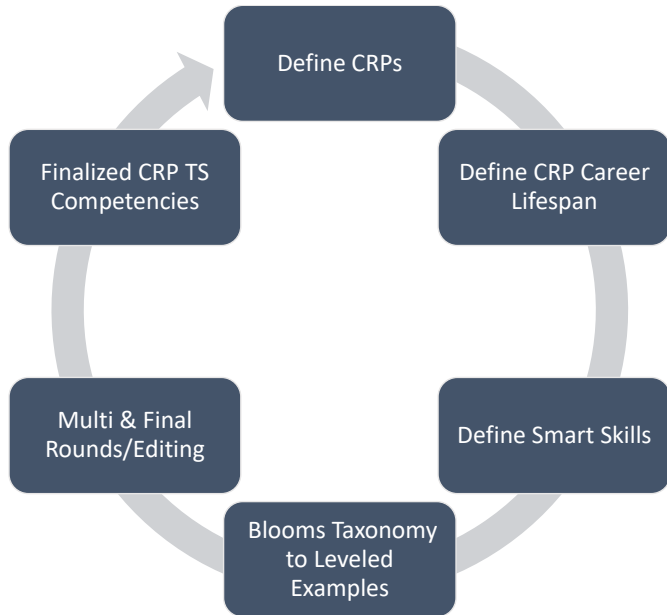 Define CRPs
Define CRP Career
Lifespan
Define Smart Skills
Blooms Taxonomy
to Leveled
Examples
Multi & Final
Rounds/Editing
Finalized CRP TS
Competencies